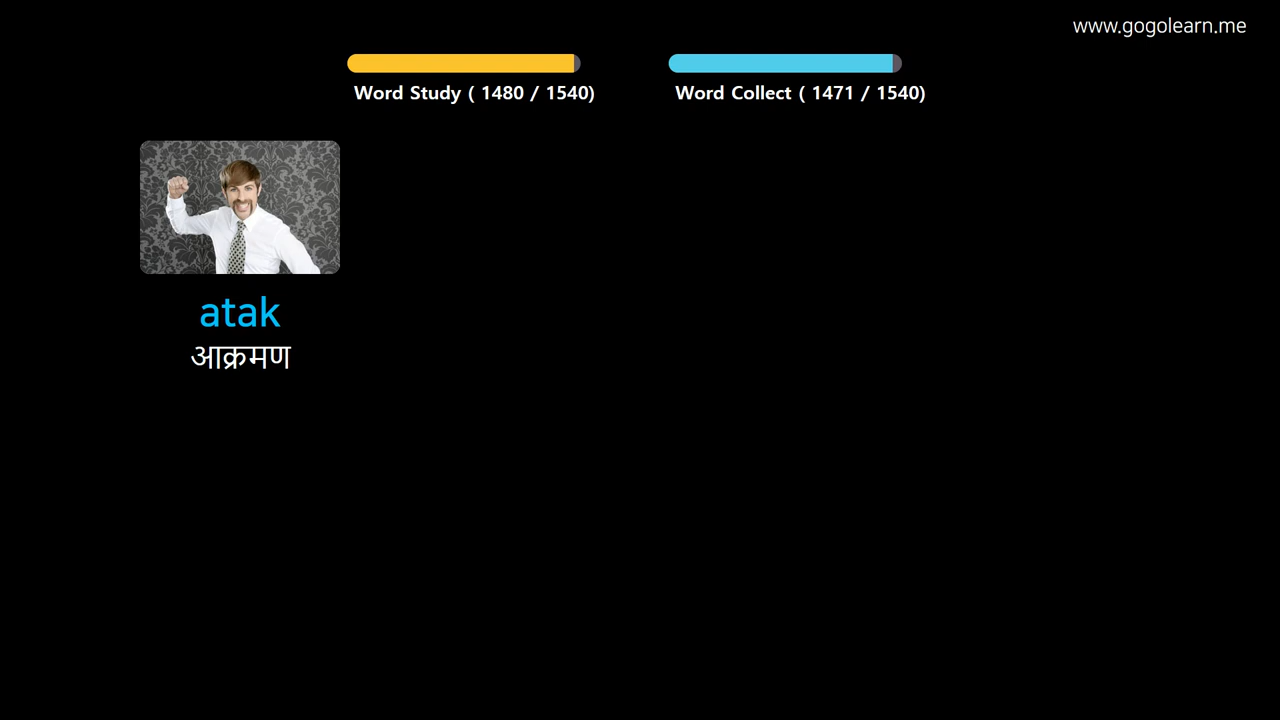 www.gogolearn.me
Word Study ( 1480 / 1540)
Word Collect ( 1471 / 1540)
atak
आक्रमण